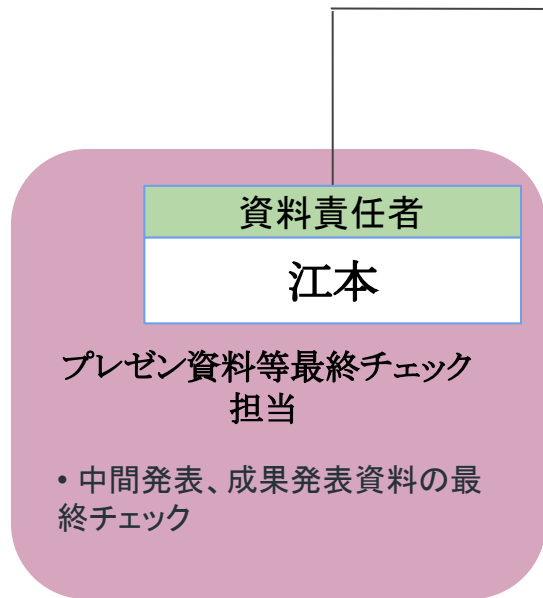 資料責任者
江本
プレゼン資料等最終チェック
担当
• 中間発表、成果発表資料の最
終チェック